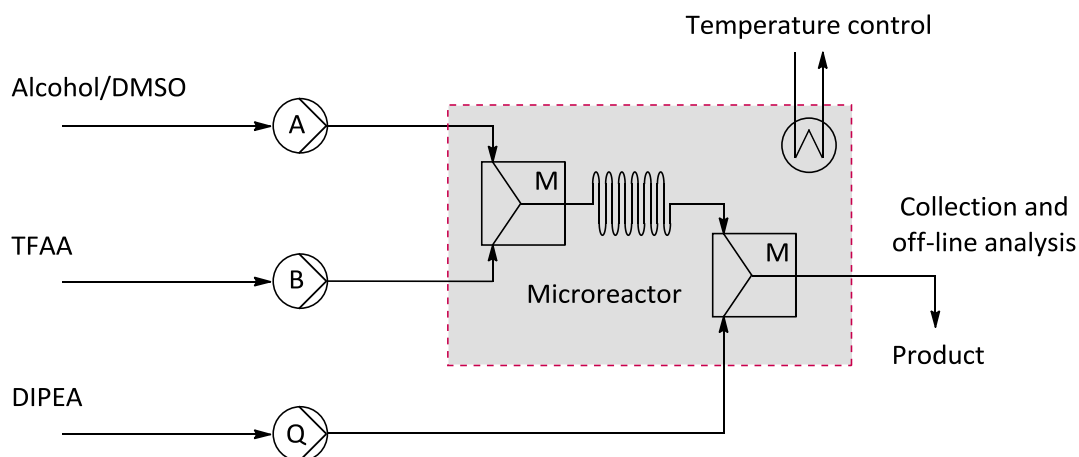 Temperature control
Alcohol/DMSO
A
M
TFAA
B
Microreactor
M
Collection and
off-line analysis
Product
DIPEA
Q